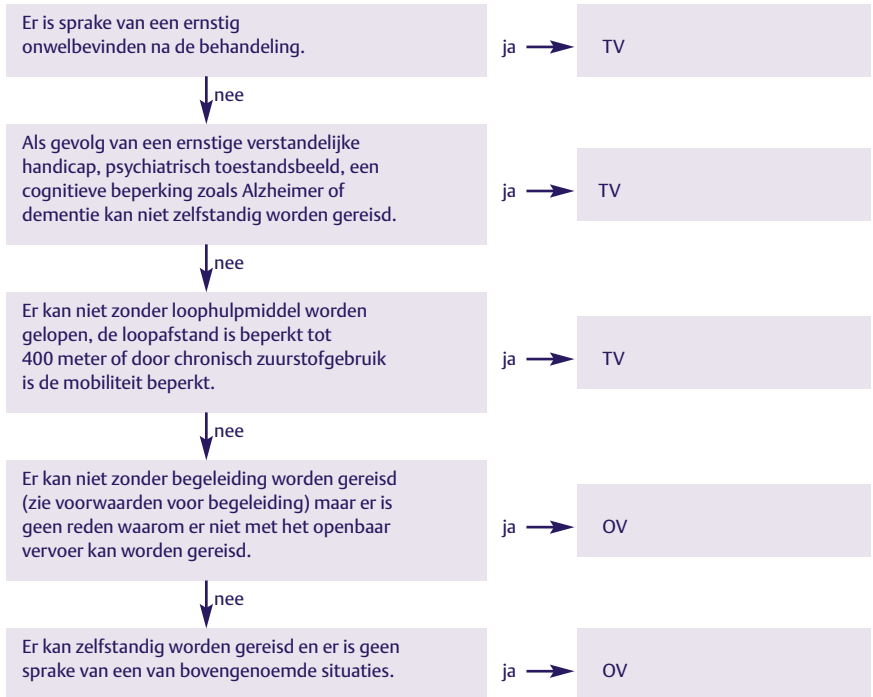 Er is sprake van een ernstig
onwelbevinden na de behandeling.
ja
TV
nee
Als gevolg van een ernstige verstandelijke
handicap, psychiatrisch toestandsbeeld, een
cognitieve beperking zoals Alzheimer of
dementie kan niet zelfstandig worden gereisd.
ja
TV
nee
Er kan niet zonder loophulpmiddel worden
gelopen, de loopafstand is beperkt tot
400 meter of door chronisch zuurstofgebruik
is de mobiliteit beperkt.
ja
TV
nee
Er kan niet zonder begeleiding worden gereisd
(zie voorwaarden voor begeleiding) maar er is
geen reden waarom er niet met het openbaar
vervoer kan worden gereisd.
ja
OV
nee
Er kan zelfstandig worden gereisd en er is geen
sprake van een van bovengenoemde situaties.
ja
OV